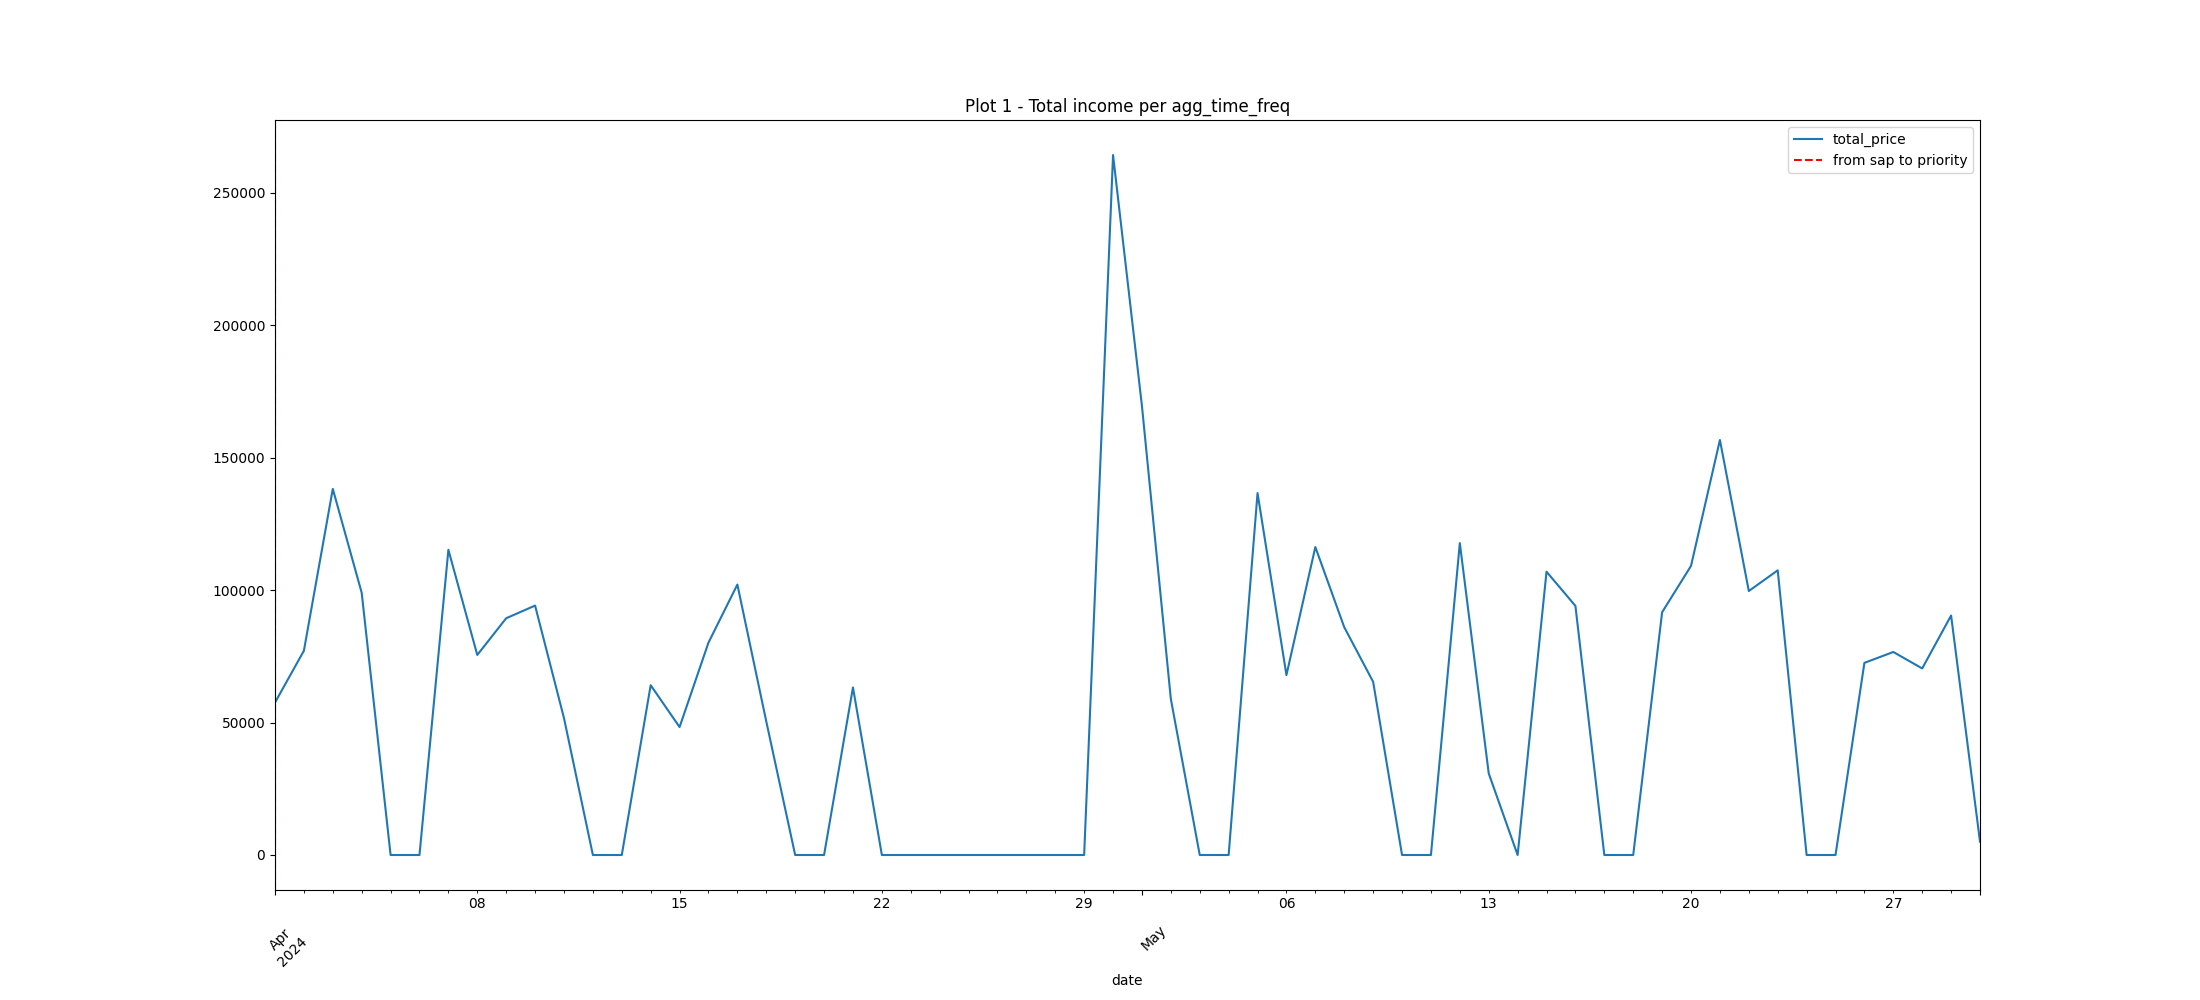 Plot 1 - Total income per agg_time_freq
total_price
from sap to priority
250000
200000
150000
100000
50000
0
08
15
22
29
06
13
20
27
Apr
2024
May
date